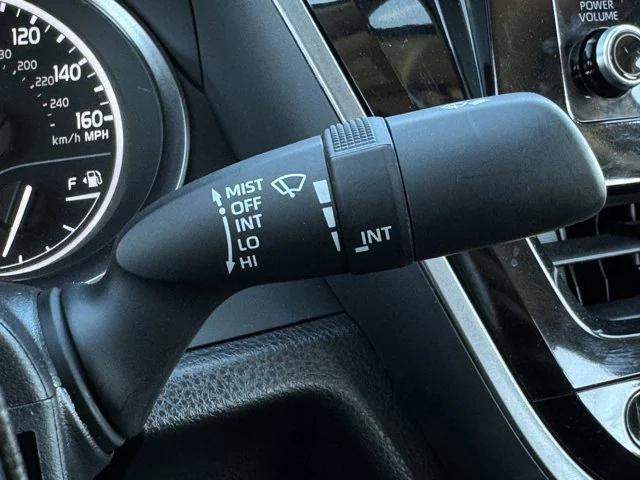 POWER
VOLUME
120
200
220
140
240
160
km/h MPH
F
MIST
OFF
INT
LO
HI
INT